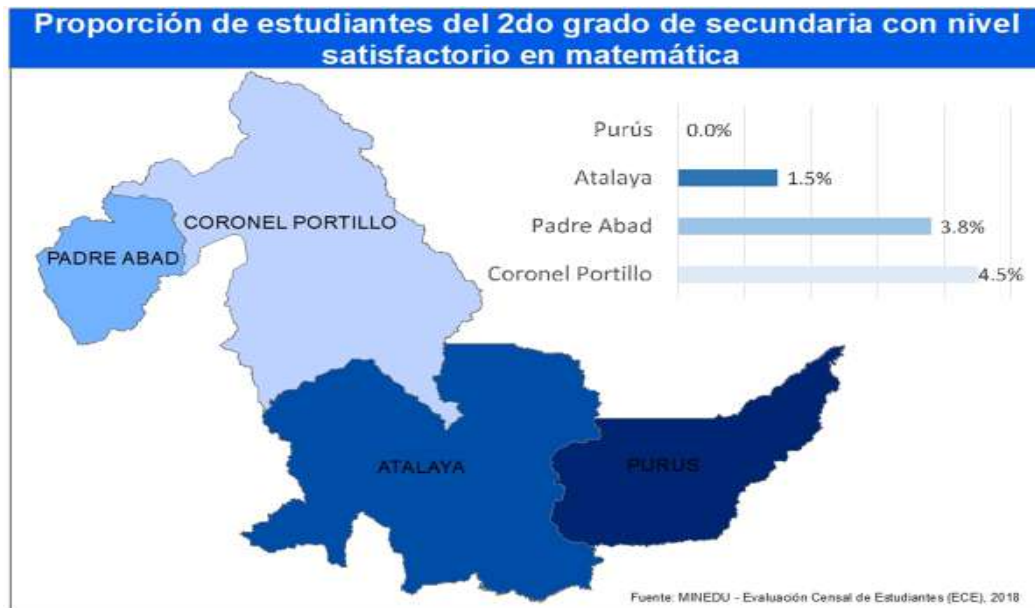 Proporción de estudiantes del 2do grado de secundaria con nivel
satisfactorio en matemática
Purús 0.0%
Atalaya 1.5%
Padre Abad 3.8%
Coronel Portillo 4.5%
CORONEL PORTILLO
PADRE ABAD
ATALAYA
PURUS
Fuente: MINEDU - Evaluación Censal de Estudiantes (ECE), 2018